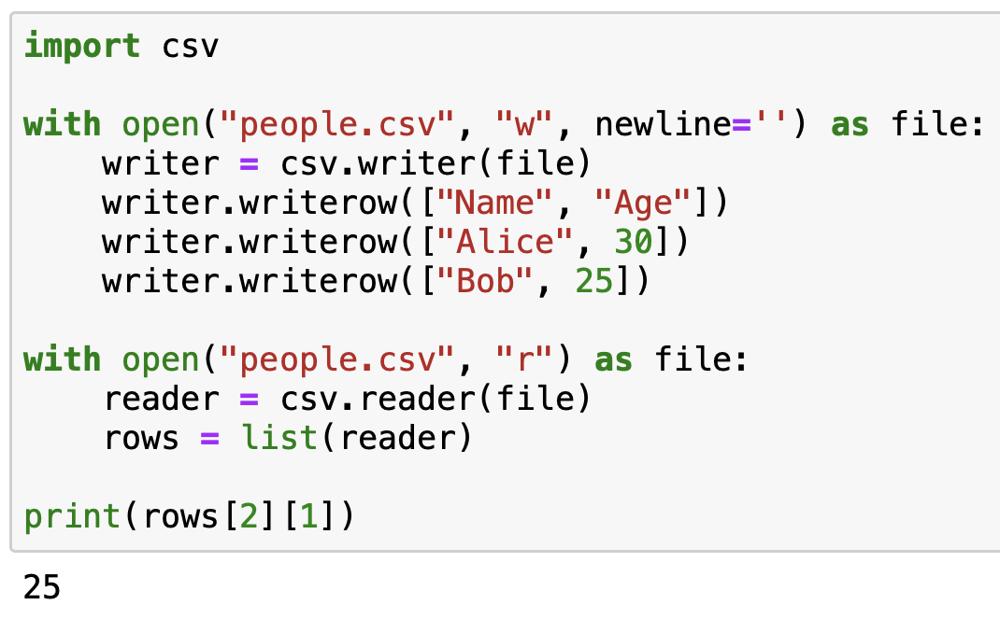 import csv

with open("people.csv", "w", newline='') as file:
    writer = csv.writer(file)
    writer.writerow(["Name", "Age"])
    writer.writerow(["Alice", 30])
    writer.writerow(["Bob", 25])

with open("people.csv", "r") as file:
    reader = csv.reader(file)
    rows = list(reader)

print(rows[2][1])
25